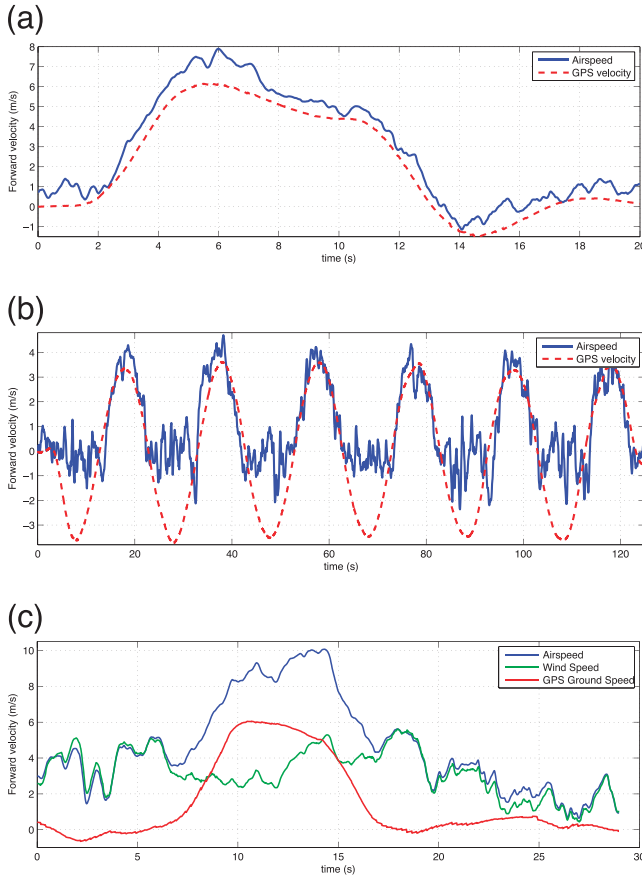 (a)
8
7
6
5
4
3
2
1
0
−1
Forward velocity (m/s)
Airspeed
GPS velocity
0 2 4 6 8 10 12 14 16 18 20
time (s)
(b)
4
3
2
1
0
−1
−2
−3
Forward velocity (m/s)
Airspeed
GPS velocity
0 20 40 60 80 100 120
time (s)
(c)
10
8
6
4
2
0
Forward velocity (m/s)
Airspeed
Wind Speed
GPS Ground Speed
0 5 10 15 20 25 30
time (s)